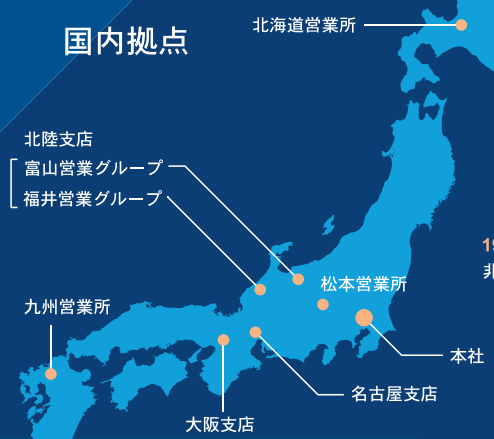 国内拠点
北海道営業所
北陸支店
富山営業グループ
福井営業グループ
松本営業所
九州営業所
本社
名古屋支店
大阪支店